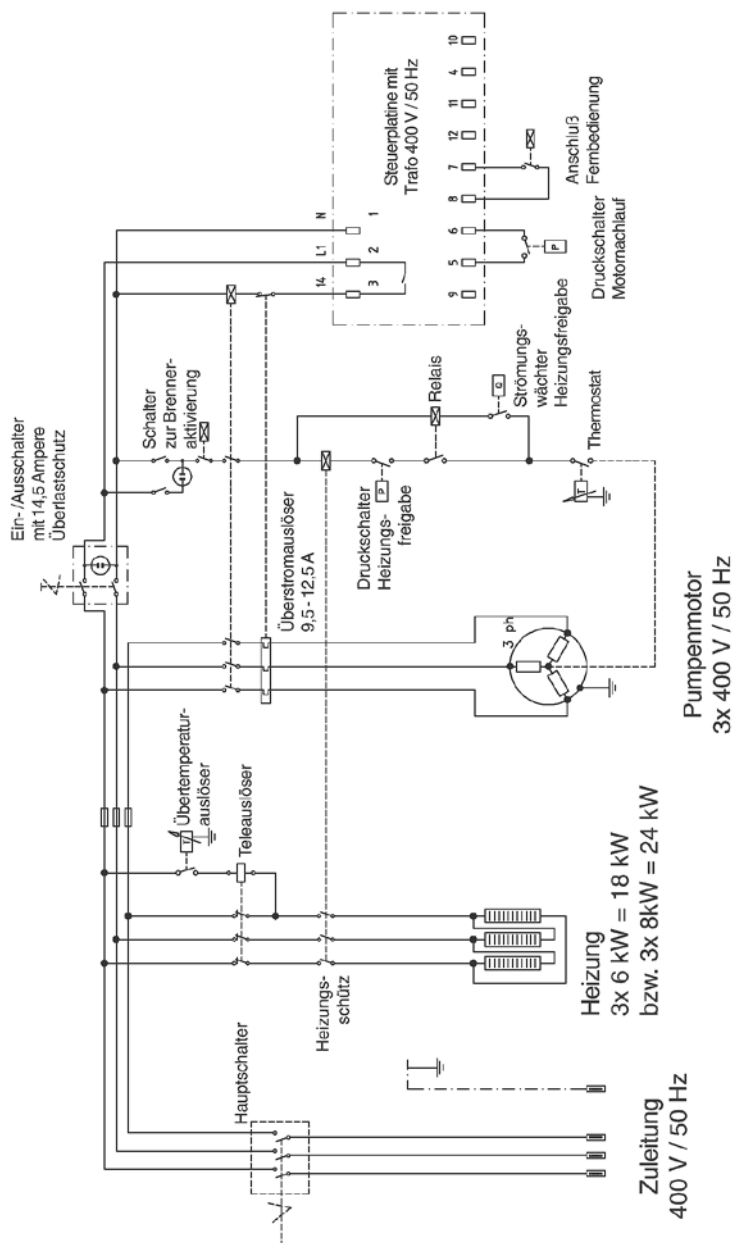 Zuleitung
400 V / 50 Hz
Hauptschalter
Heizung
3x 6 kW = 18 kW
bzw. 3x 8kW = 24 kW
Heizungs-
schütz
Teleauslöser
Übertemperatur-
auslöser
T
Pumpenmotor
3x 400 V / 50 Hz
3 ph
Überstromauslöser
9,5 - 12,5 A
Ein- /Ausschalter
mit 14,5 Ampere
Überlastschutz
Schalter
zur Brenner-
aktivierung
Druckschalter
Heizungs-
freigabe
P
Relais
Strömungs-
wächter
Heizungsfreigabe
Q
Thermostat
T
14 L1 N
3 2 1
Steuerplatine mit
Trafo 400 V / 50 Hz
9 5 6 8 7 12 11 4 10
P
Druckschalter
Motornachlauf
Anschluß
Fernbedienung